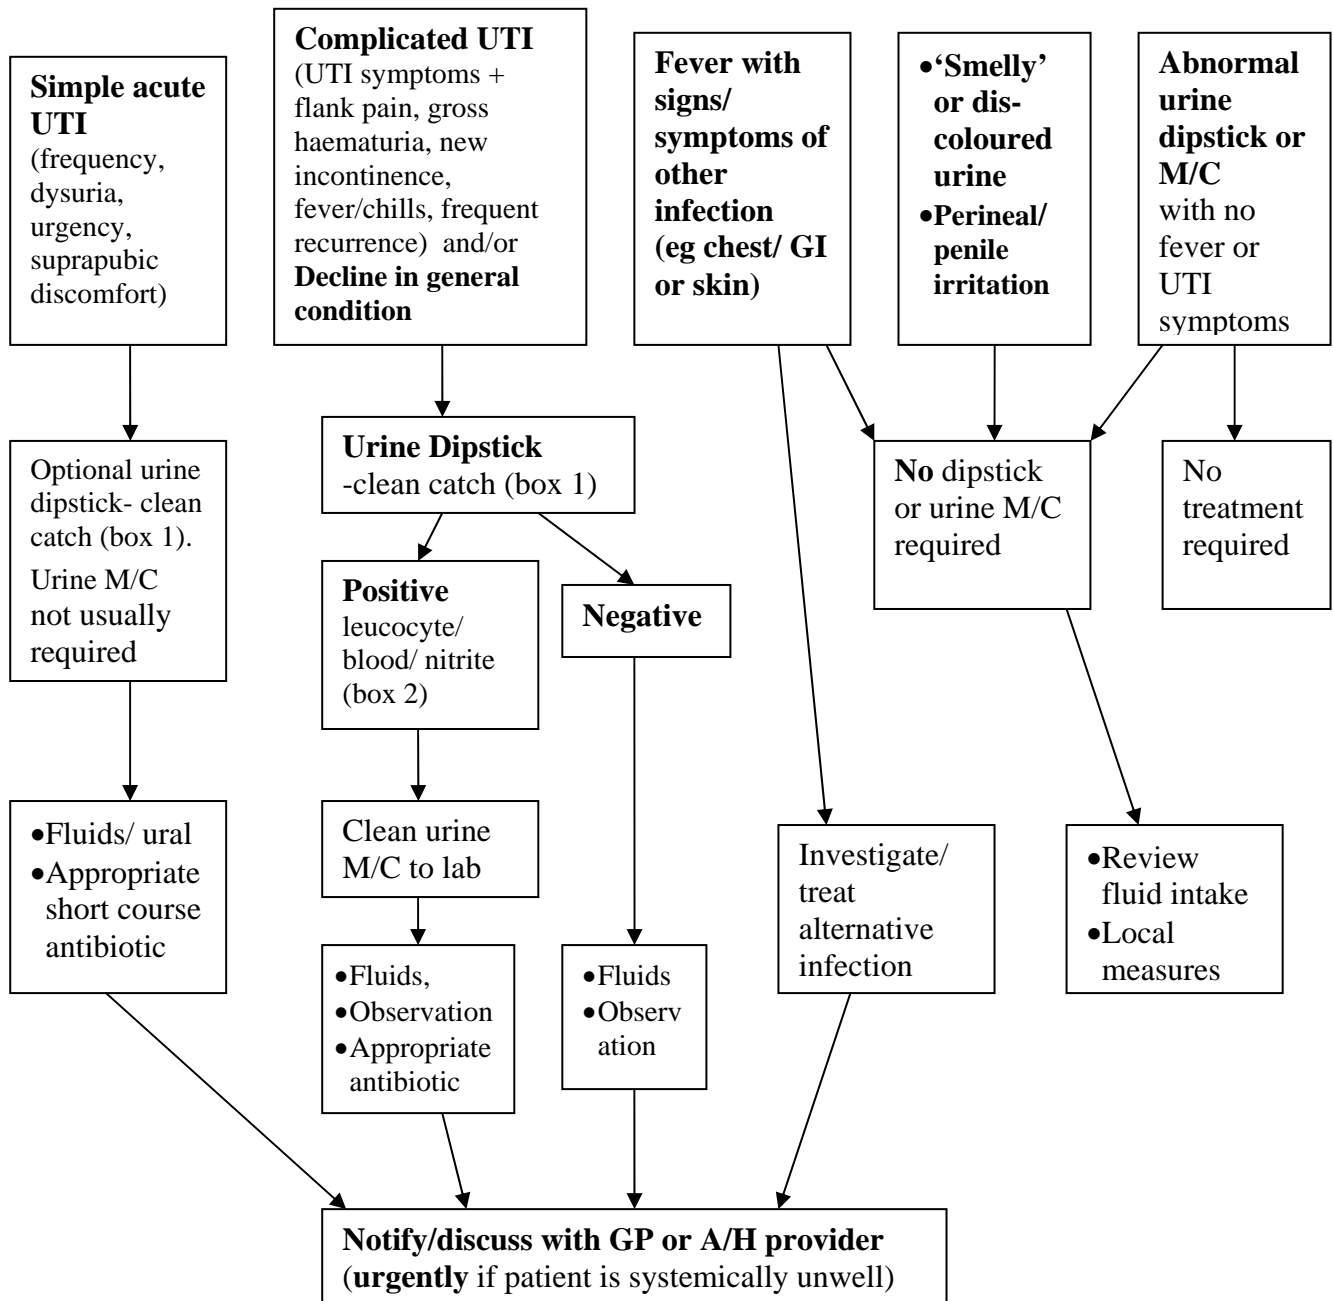 Simple acute
UTI
(frequency,
dysuria,
urgency,
suprapubic
discomfort)
Complicated UTI
(UTI symptoms +
flank pain, gross
haematuria, new
incontinence,
fever/chills, frequent
recurrence) and/or
Decline in general
condition
Fever with
signs/
symptoms of
other
infection
(eg chest/ GI
or skin)
•‘Smelly’
or dis-
coloured
urine
•Perineal/
penile
irritation
Abnormal
urine
dipstick or
M/C
with no
fever or
UTI
symptoms
Optional urine
dipstick- clean
catch (box 1).
Urine M/C
not usually
required
Urine Dipstick
-clean catch (box 1)
No dipstick
or urine M/C
required
No
treatment
required
Positive
leucocyte/
blood/ nitrite
(box 2)
Negative
•Fluids/ ural
•Appropriate
short course
antibiotic
Clean urine
M/C to lab
Investigate/
treat
alternative
infection
•Review
fluid intake
•Local
measures
•Fluids,
•Observation
•Appropriate
antibiotic
•Fluids
•Observ
ation
Notify/discuss with GP or A/H provider
(urgently if patient is systemically unwell)